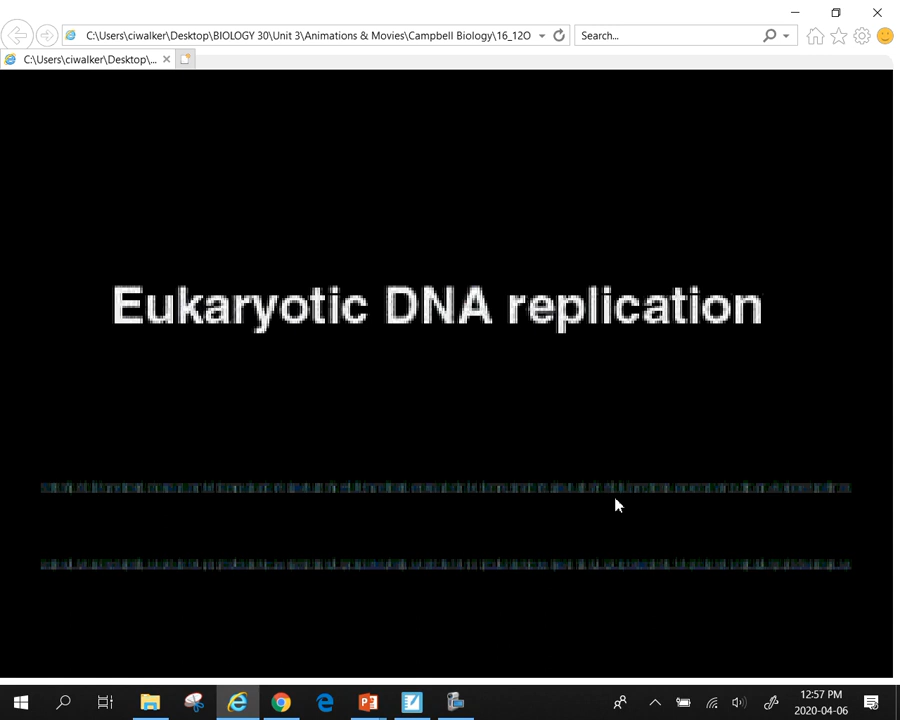 C:\Users\ciwalker\Desktop\BIOLOGY 30\Unit 3\Animations & Movies\Campbell Biology\16_12O
Search...
C:\Users\ciwalker\Desktop\...
Eukaryotic DNA replication
12:57 PM
2020-04-06